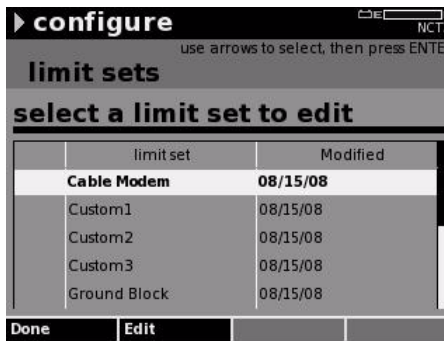 configure
E
NCT
use arrows to select, then press ENTE
limit sets
select a limit set to edit
limit set Modified
Cable Modem 08/15/08
Custom1 08/15/08
Custom2 08/15/08
Custom3 08/15/08
Ground Block 08/15/08
Done Edit